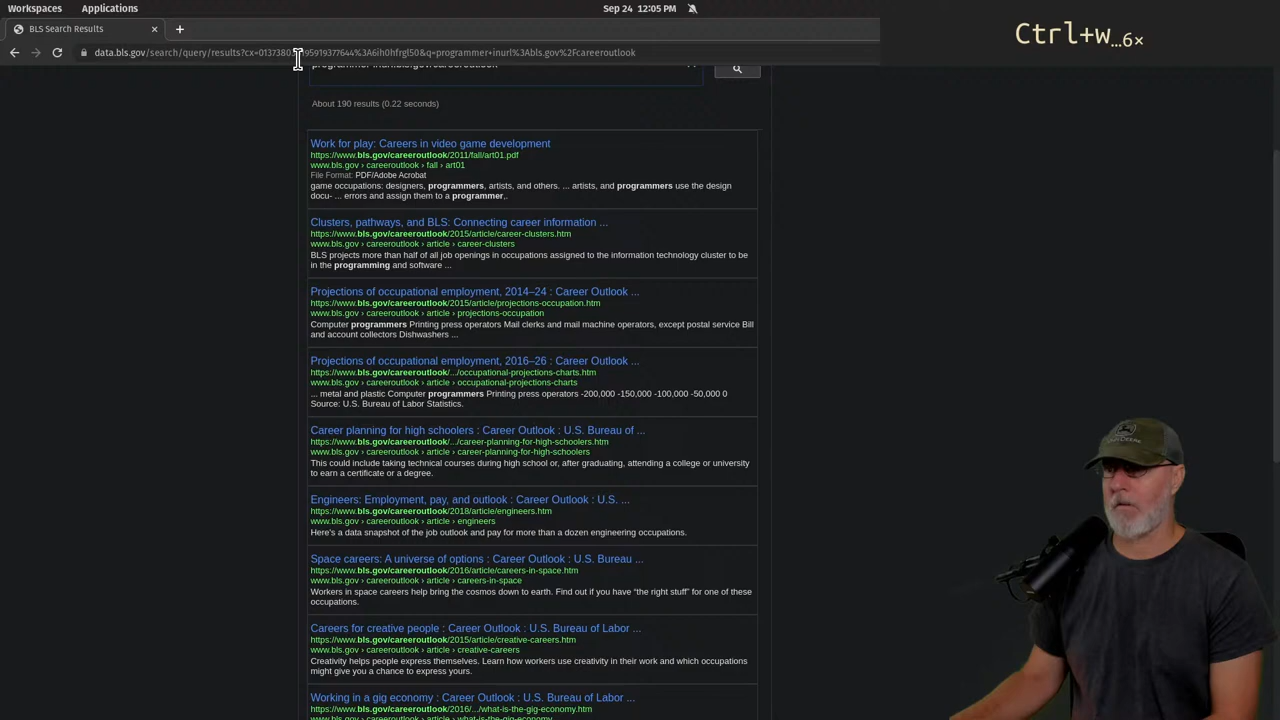 Workspaces Applications Sep 24 12:05 PM
Ctrl+w…6×
BLS Search Results
About 190 results (0.22 seconds)
Work for play: Careers in video game development
https://www.bls.gov/careeroutlook/2011/fall/art01.pdf
www.bls.gov › careeroutlook › fall › art01
File Format: PDF/Adobe Acrobat
game occupations: designers, programmers, artists, and others. ... artists, and programmers use the design
docu- ... errors and assign them to a programmer,.
Clusters, pathways, and BLS: Connecting career information ...
https://www.bls.gov/careeroutlook/2015/article/career-clusters.htm
www.bls.gov › careeroutlook › article › career-clusters
BLS projects more than half of all job openings in occupations assigned to the information technology cluster to be
in the programming and software ...
Projections of occupational employment, 2014–24 : Career Outlook ...
https://www.bls.gov/careeroutlook/2015/article/projections-occupation.htm
www.bls.gov › careeroutlook › article › projections-occupation
Computer programmers Printing press operators Mail clerks and mail machine operators, except postal service Bill
and account collectors Dishwashers ...
Projections of occupational employment, 2016–26 : Career Outlook ...
https://www.bls.gov/careeroutlook/.../occupational-projections-charts.htm
www.bls.gov › careeroutlook › article › occupational-projections-charts
... metal and plastic Computer programmers Printing press operators -200,000 -150,000 -100,000 -50,000 0
Source: U.S. Bureau of Labor Statistics.
Career planning for high schoolers : Career Outlook : U.S. Bureau of ...
https://www.bls.gov/careeroutlook/.../career-planning-for-high-schoolers.htm
www.bls.gov › careeroutlook › article › career-planning-for-high-schoolers
This could include taking technical courses during high school or, after graduating, attending a college or university
to earn a certificate or a degree.
Engineers: Employment, pay, and outlook : Career Outlook : U.S. ...
https://www.bls.gov/careeroutlook/2018/article/engineers.htm
www.bls.gov › careeroutlook › article › engineers
Here's a data snapshot of the job outlook and pay for more than a dozen engineering occupations.
Space careers: A universe of options : Career Outlook : U.S. Bureau ...
https://www.bls.gov/careeroutlook/2016/article/careers-in-space.htm
www.bls.gov › careeroutlook › article › careers-in-space
Workers in space careers help bring the cosmos down to earth. Find out if you have “the right stuff” for one of these
occupations.
Careers for creative people : Career Outlook : U.S. Bureau of Labor ...
https://www.bls.gov/careeroutlook/2015/article/creative-careers.htm
www.bls.gov › careeroutlook › article › creative-careers
Creativity helps people express themselves. Learn how workers use creativity in their work and which occupations
might give you a chance to express yours.
Working in a gig economy : Career Outlook : U.S. Bureau of Labor ...
https://www.bls.gov/careeroutlook/2016/.../what-is-the-gig-economy.htm